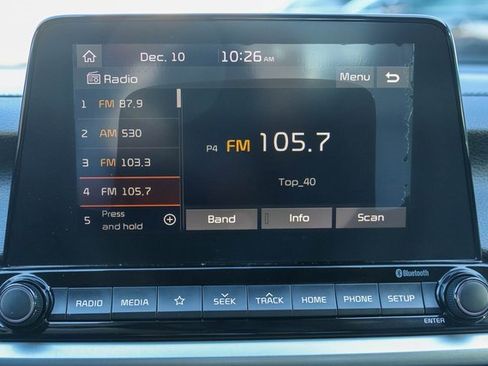 Dec. 10 10:26 AM
Radio Menu
1 FM 87.9
2 AM 530
3 FM 103.3
4 FM 105.7
5 Press and hold
P4 FM 105.7
Top_40
Band Info Scan
Bluetooth
RADIO MEDIA SEEK TRACK HOME PHONE SETUP
ENTER